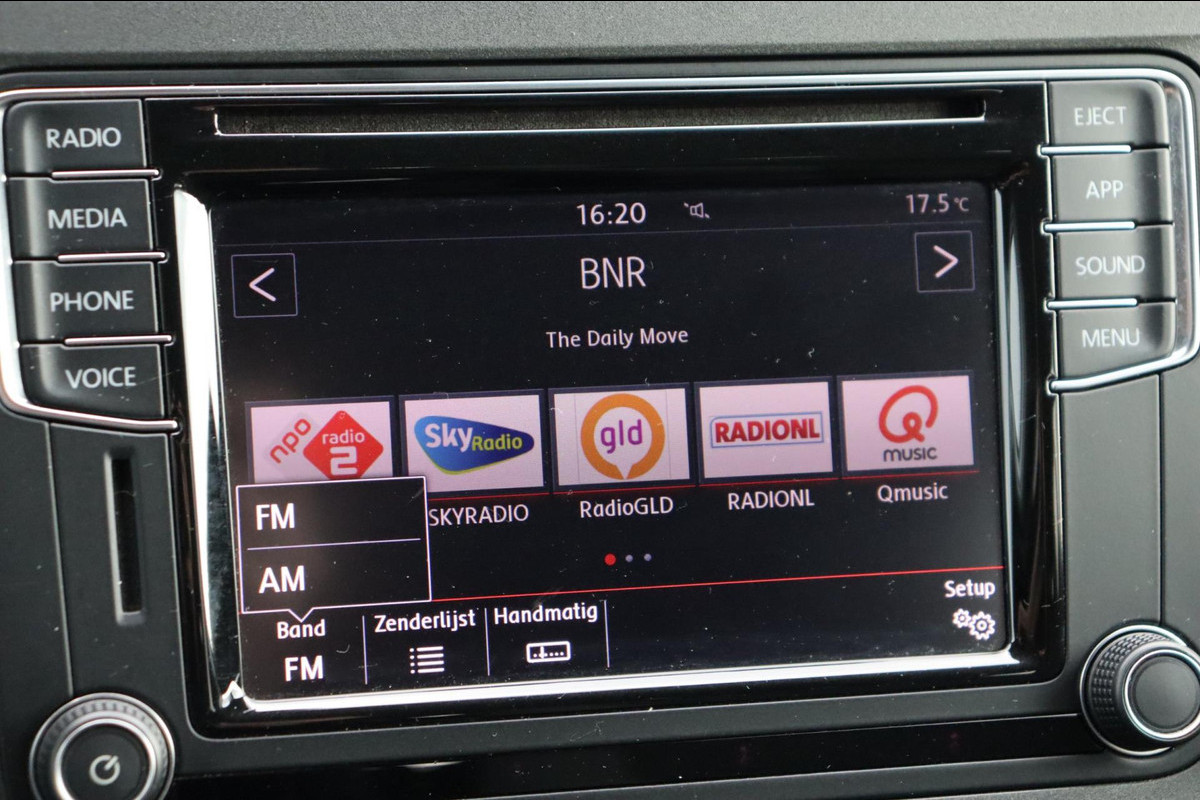 RADIO
MEDIA
PHONE
VOICE
EJECT
APP
SOUND
MENU
16:20
17.5 °C
<
BNR
>
The Daily Move
npo radio 2
Sky Radio
gld
RADIONL
Q music
SKYRADIO
RadioGLD
RADIONL
Qmusic
FM
AM
Band
FM
Zenderlijst
Handmatig
Setup